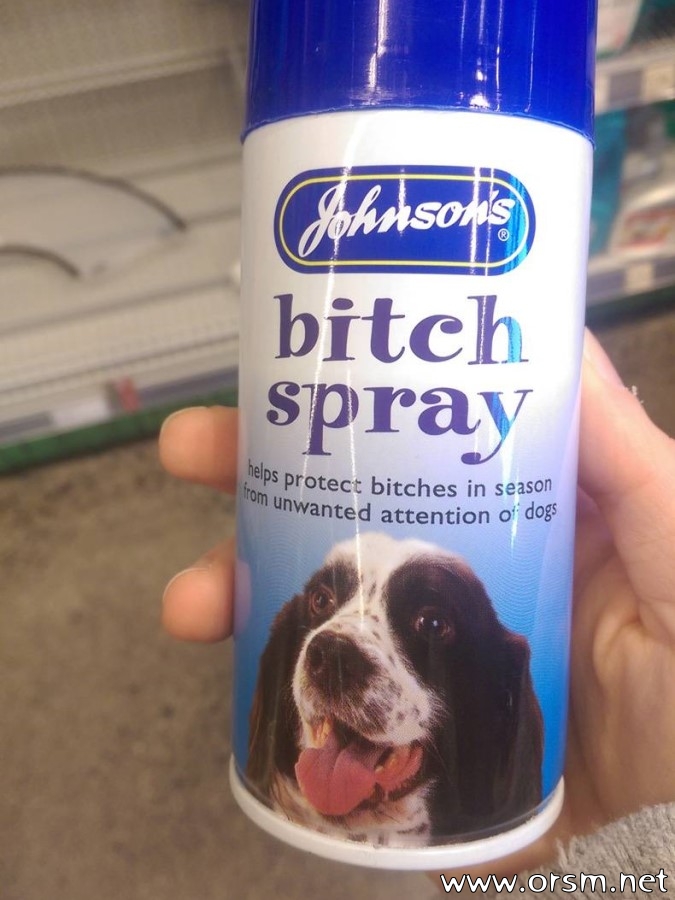 Johnson's®
bitch
spray
helps protect bitches in season
from unwanted attention of dogs
www.orsm.net